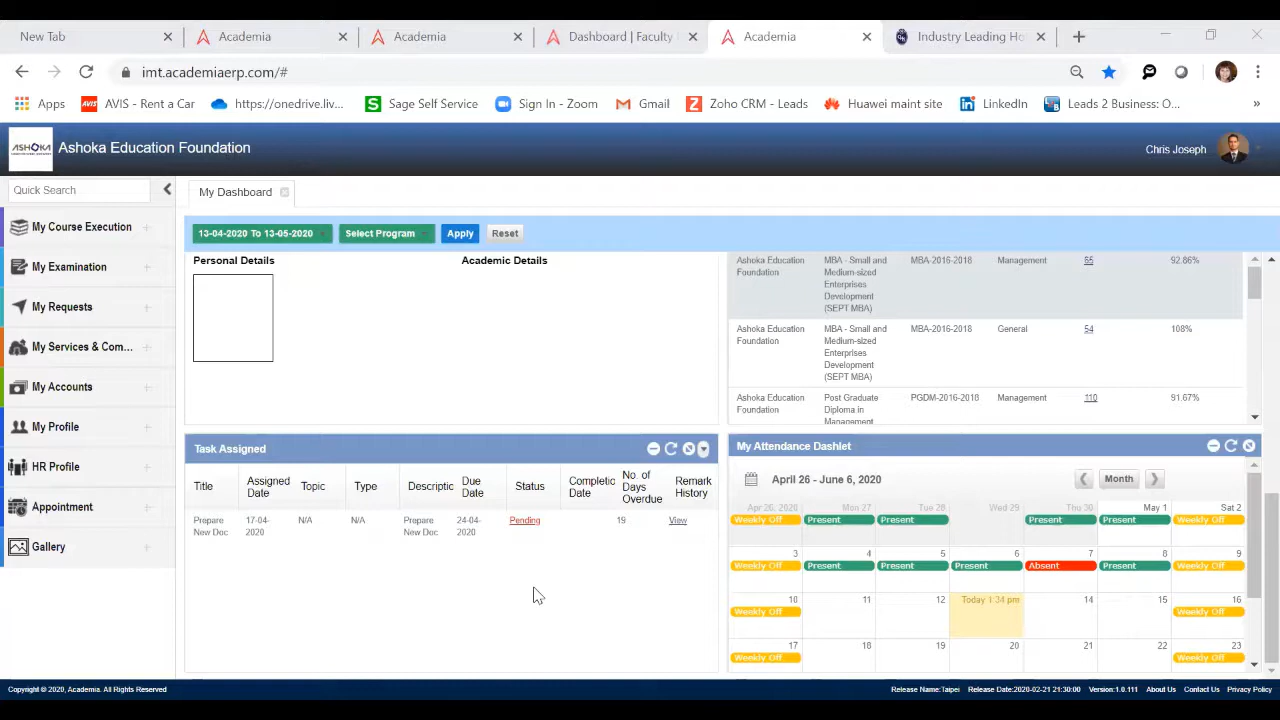 New Tab
Academia
Academia
Dashboard | Faculty
Academia
Industry Leading Ho
imt.academiaerp.com/#
Apps
AVIS - Rent a Car
https://onedrive.liv...
Sage Self Service
Sign In - Zoom
Gmail
Zoho CRM - Leads
Huawei maint site
LinkedIn
Leads 2 Business: O...
»
ASHOKA
Ashoka Education Foundation
Chris Joseph
Quick Search
My Dashboard
My Course Execution
My Examination
My Requests
My Services & Com...
My Accounts
My Profile
HR Profile
Appointment
Gallery
13-04-2020 To 13-05-2020
Select Program
Apply
Reset
Personal Details
Academic Details
Ashoka Education
Foundation
MBA - Small and
Medium-sized
Enterprises
Development
(SEPT MBA)
MBA-2016-2018
Management
65
92.86%
Ashoka Education
Foundation
MBA - Small and
Medium-sized
Enterprises
Development
(SEPT MBA)
MBA-2016-2018
General
54
108%
Ashoka Education
Foundation
Post Graduate
Diploma in
Management
PGDM-2016-2018
Management
110
91.67%
Task Assigned
Title
Assigned
Date
Topic
Type
Descriptic
Due
Date
Status
Completic
Date
No. of
Days
Overdue
Remark
History
Prepare
New Doc
17-04-
2020
N/A
N/A
Prepare
New Doc
24-04-
2020
Pending
19
View
My Attendance Dashlet
April 26 - June 6, 2020
Month
Apr 26, 2020
Mon 27
Tue 28
Wed 29
Thu 30
May 1
Sat 2
Weekly Off
Present
Present
Present
Present
Weekly Off
3
4
5
6
7
8
9
Weekly Off
Present
Present
Present
Absent
Present
Weekly Off
10
11
12
Today 1:34 pm
14
15
16
Weekly Off
Weekly Off
17
18
19
20
21
22
23
Weekly Off
Weekly Off
Copyright © 2020, Academia. All Rights Reserved
Release Name:Taipei
Release Date:2020-02-21 21:30:00
Version:1.0.111
About Us
Contact Us
Privacy Policy